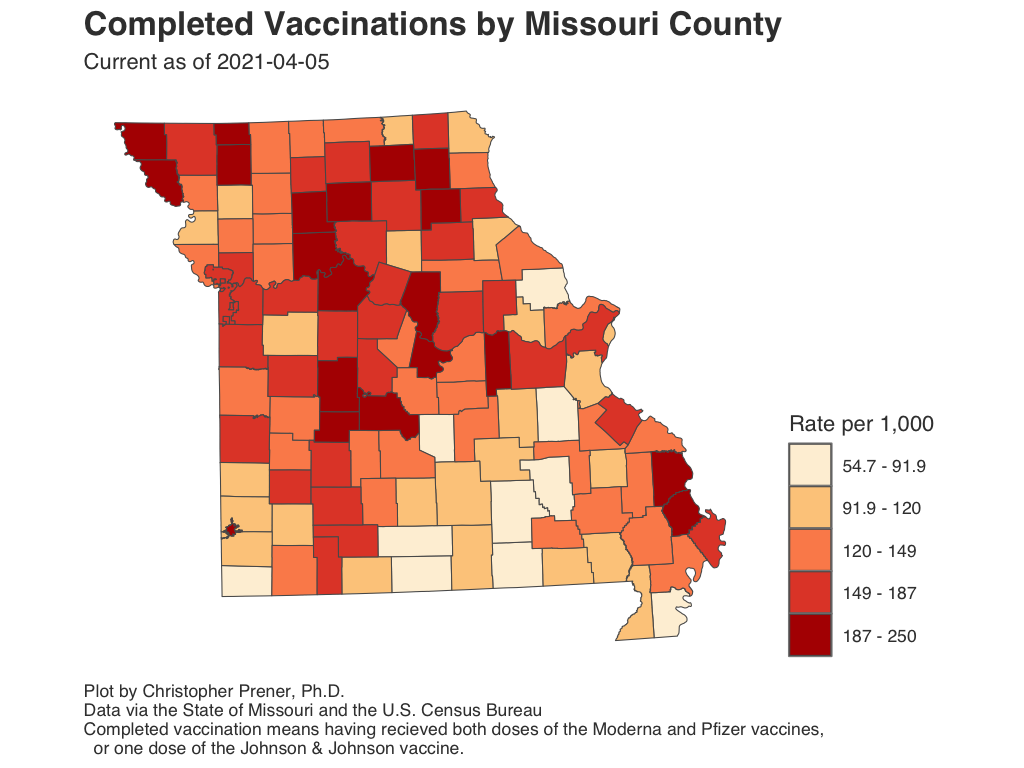 Completed Vaccinations by Missouri County
Current as of 2021-04-05
Rate per 1,000
54.7 - 91.9
91.9 - 120
120 - 149
149 - 187
187 - 250
Plot by Christopher Prener, Ph.D.
Data via the State of Missouri and the U.S. Census Bureau
Completed vaccination means having recieved both doses of the Moderna and Pfizer vaccines,
or one dose of the Johnson & Johnson vaccine.